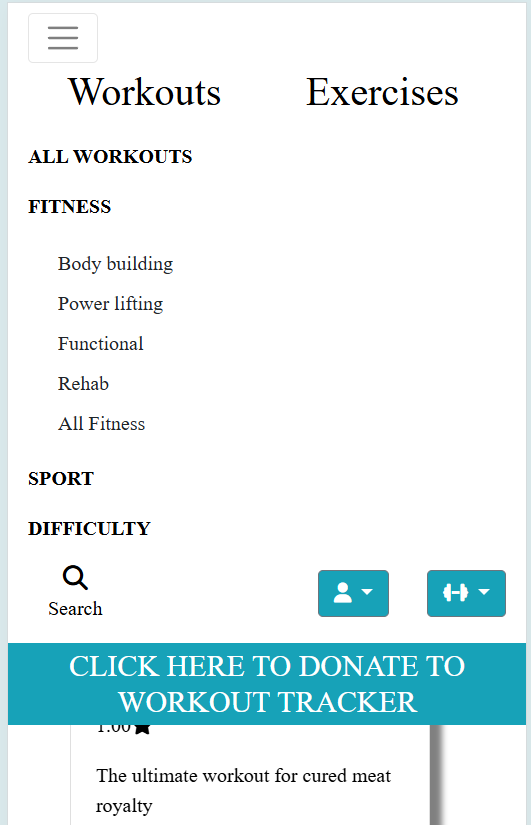 Workouts Exercises
ALL WORKOUTS
FITNESS
Body building
Power lifting
Functional
Rehab
All Fitness
SPORT
DIFFICULTY
Search
CLICK HERE TO DONATE TO
WORKOUT TRACKER
1.00
The ultimate workout for cured meat
royalty